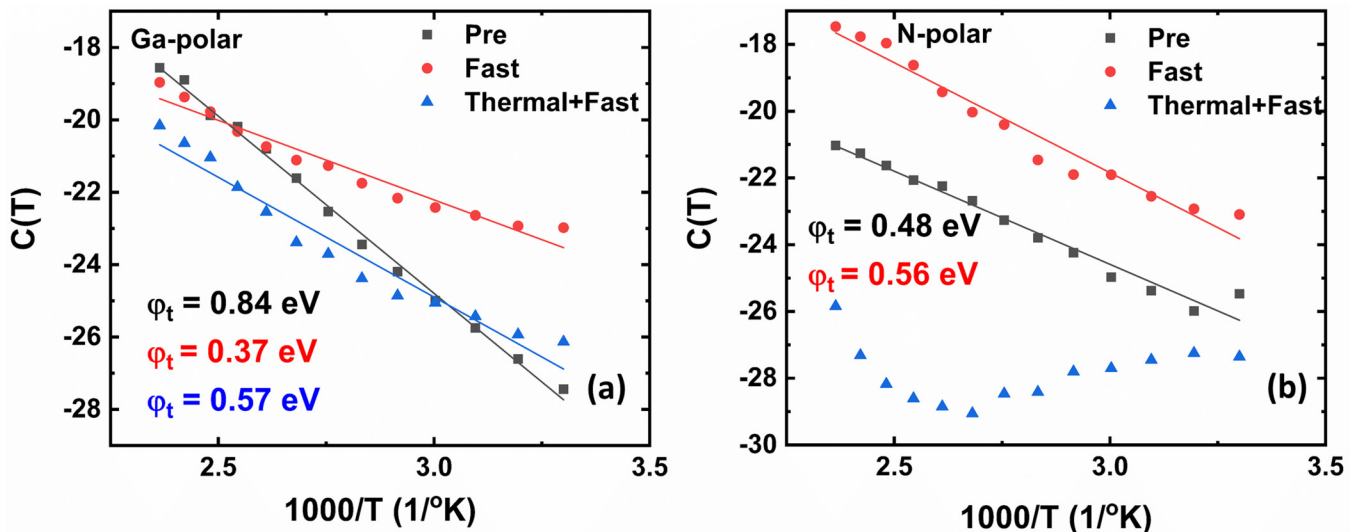 Ga-polar
Pre
Fast
Thermal+Fast
-18
-20
-22
-24
-26
-28
C(T)
φt = 0.84 eV
φt = 0.37 eV
φt = 0.57 eV
(a)
2.5 3.0 3.5
1000/T (1/°K)
N-polar
Pre
Fast
Thermal+Fast
-18
-20
-22
-24
-26
-28
-30
C(T)
φt = 0.48 eV
φt = 0.56 eV
(b)
2.5 3.0 3.5
1000/T (1/°K)